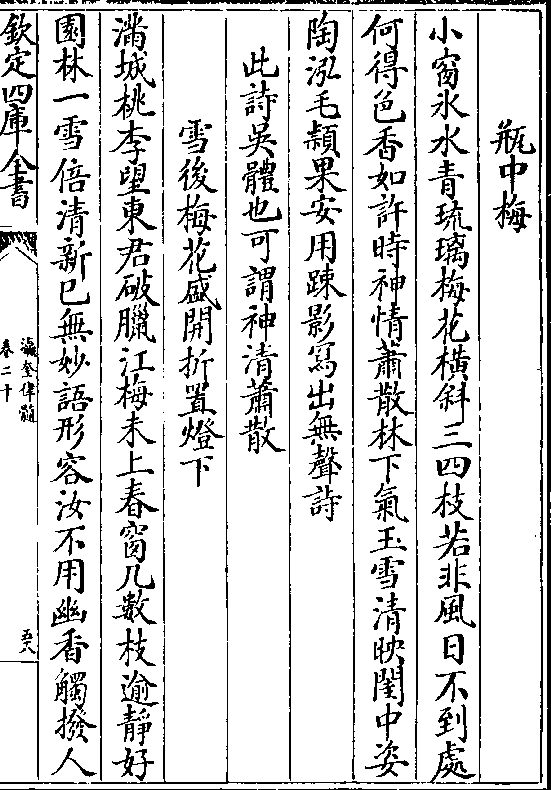 瓶中梅
小窗氷水青琉璃梅花横斜三四枝若非風日不到處
何得色香如許時神情蕭散林下氣玉雪清映閨中姿
陶泓毛頴果安用踈影寫出無聲詩
此詩吳體也可謂神清蕭散
雪後梅花盛開折置燈下
滿城桃李望東君破臘江梅未上春窗几數枝逾靜好
園林一雪倍清新已無妙語形容汝不用幽香觸撥人
欽定四庫全書
瀛奎律髓
卷二十
五六